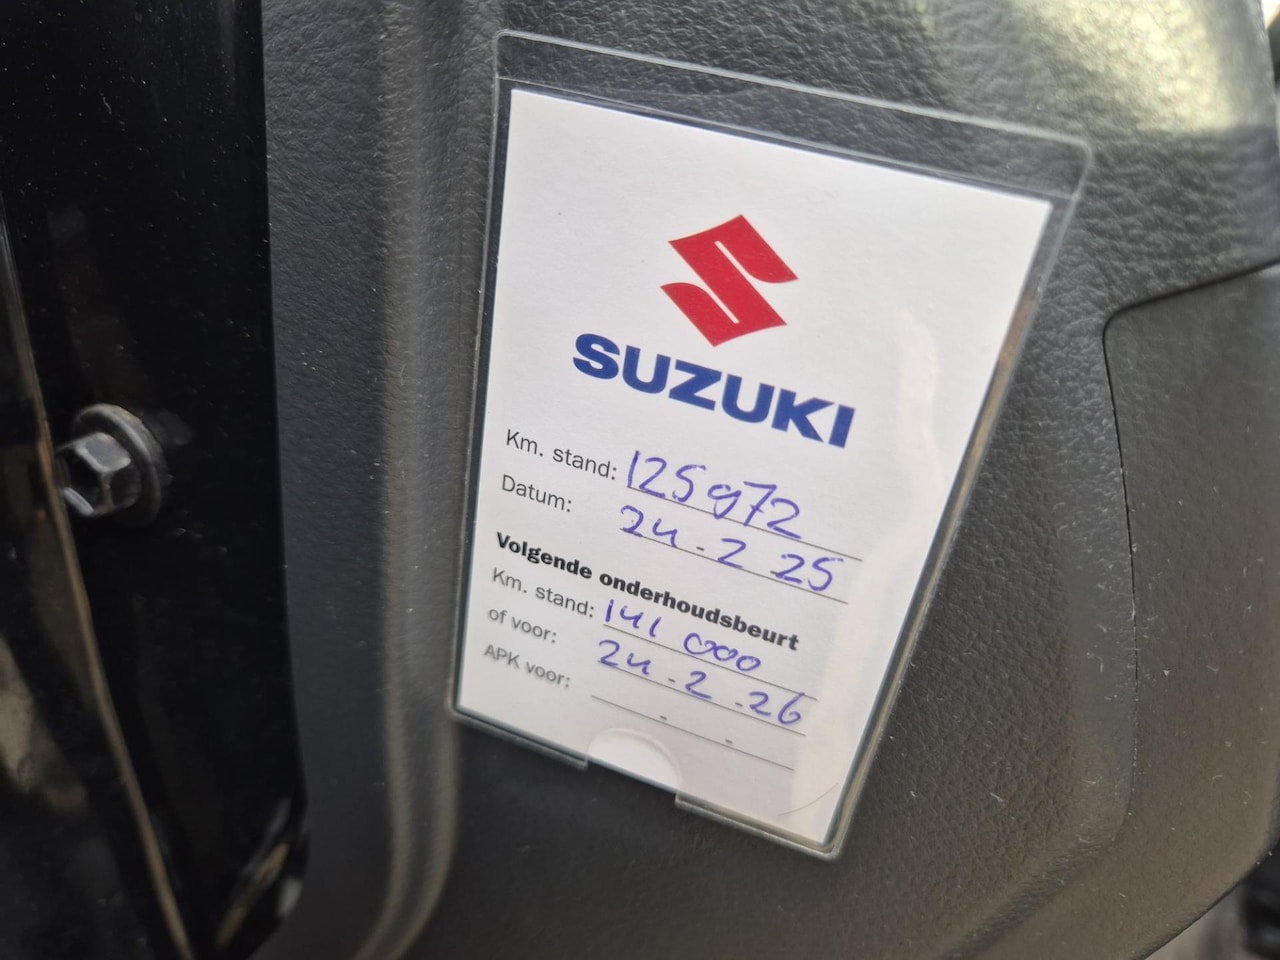 SUZUKI
Km. stand: 125972
Datum: 24-2 25
Volgende onderhoudsbeurt
Km. stand: 141 000
of voor: 24-2-26
APK voor: - -